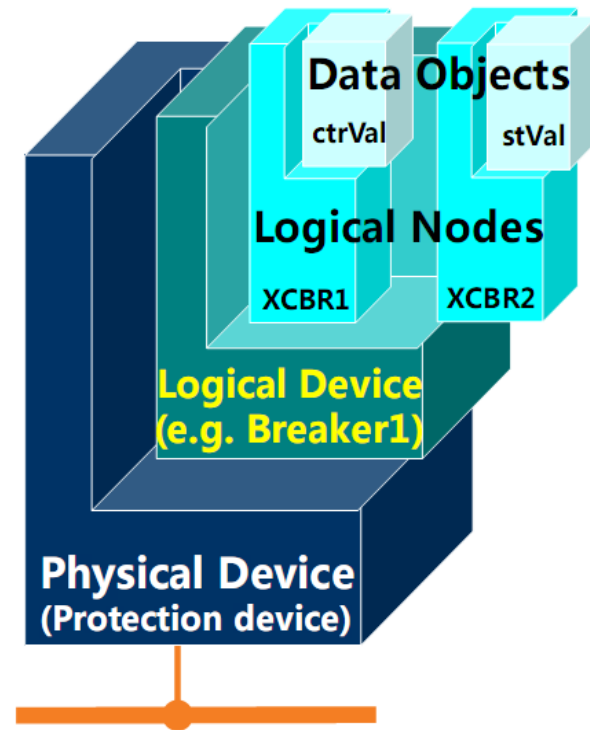 Data Objects
ctrVal
stVal
Logical Nodes
XCBR1
XCBR2
Logical Device
(e.g. Breaker1)
Physical Device
(Protection device)